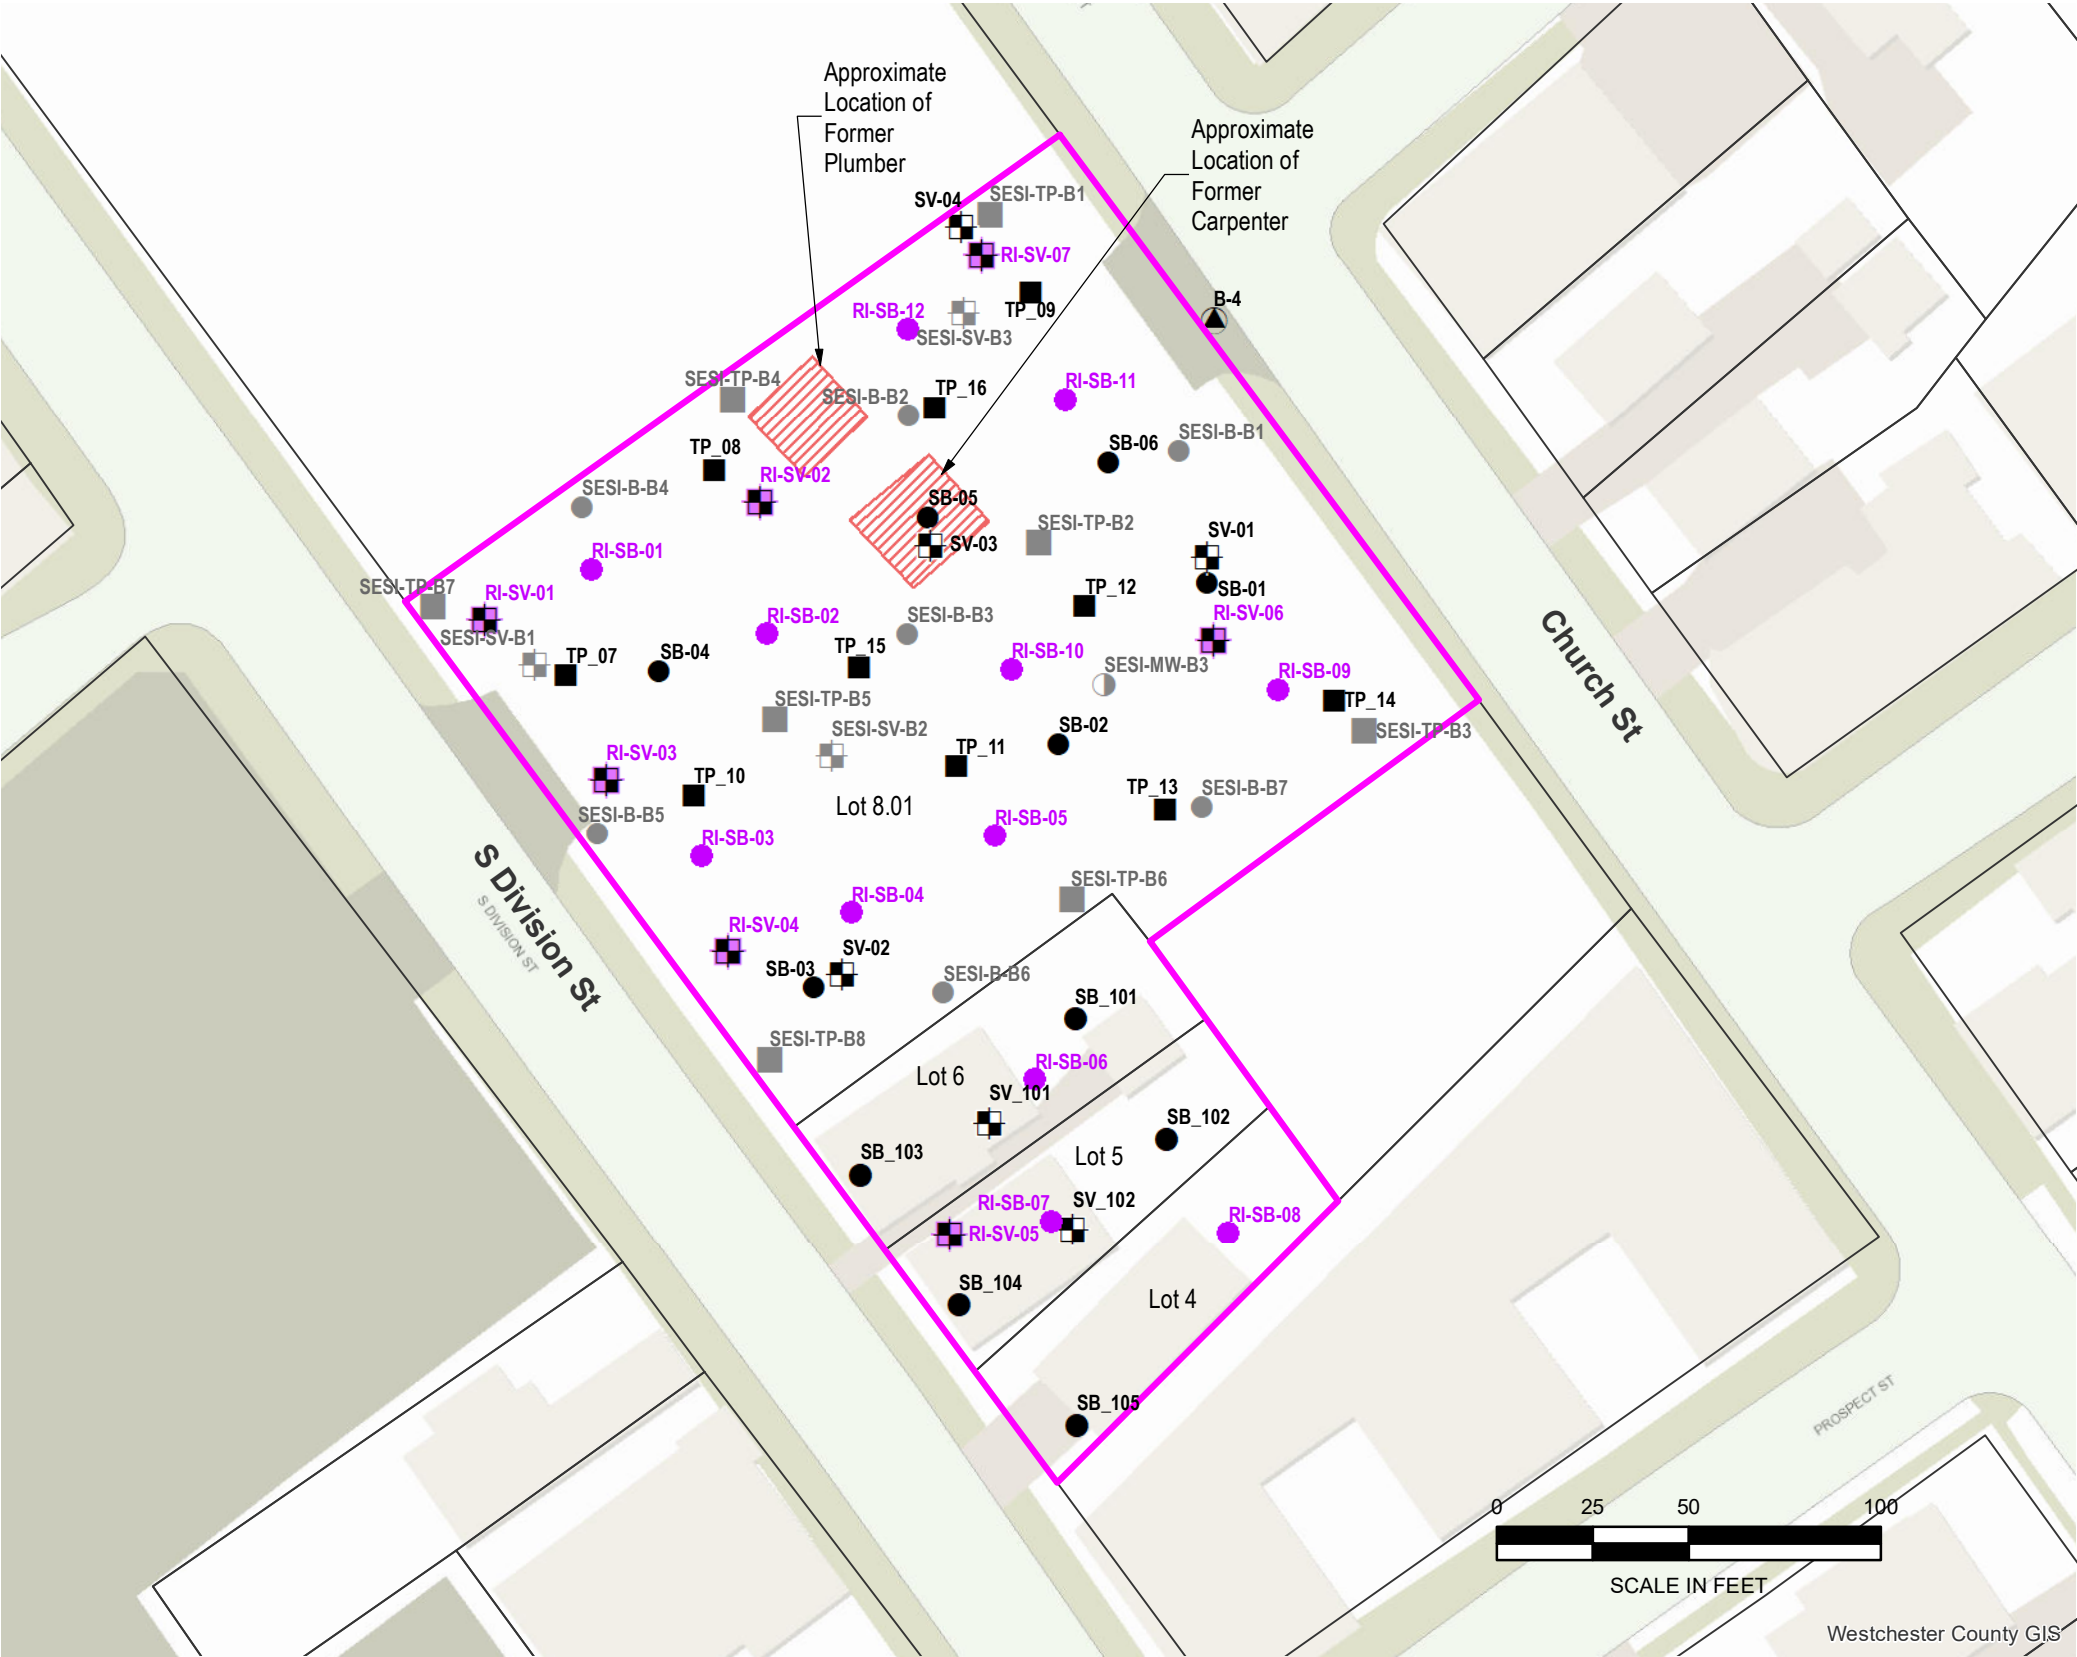 Approximate
Location of
Former
Plumber
Approximate
Location of
Former
Carpenter
SV-04
SESI-TP-B1
RI-SV-07
TP_09
B-4
RI-SB-12
SESI-SV-B3
SESI-TP-B4
SESI-B-B2
TP_16
RI-SB-11
SB-06
SESI-B-B1
TP_08
RI-SV-02
SESI-B-B4
SB-05
SESI-TP-B2
SV-01
SV-03
RI-SB-01
SESI-TP-B7
RI-SV-01
TP_12
SB-01
RI-SV-06
RI-SB-02
SESI-B-B3
SESI-SV-B1
TP_07
SB-04
TP_15
RI-SB-10
SESI-MW-B3
RI-SB-09
TP_14
Church St
SESI-TP-B5
SESI-SV-B2
SB-02
SESI-TP-B3
RI-SV-03
TP_11
TP_10
TP_13
SESI-B-B7
Lot 8.01
SESI-B-B5
RI-SB-05
RI-SB-03
SESI-TP-B6
RI-SB-04
S Division St
S DIVISION ST
RI-SV-04
SV-02
SB-03
SESI-B-B6
SB_101
SESI-TP-B8
RI-SB-06
Lot 6
SV_101
SB_102
SB_103
Lot 5
RI-SB-07
SV_102
RI-SB-08
RI-SV-05
SB_104
Lot 4
SB_105
PROSPECT ST
0 25 50 100
SCALE IN FEET
Westchester County GIS